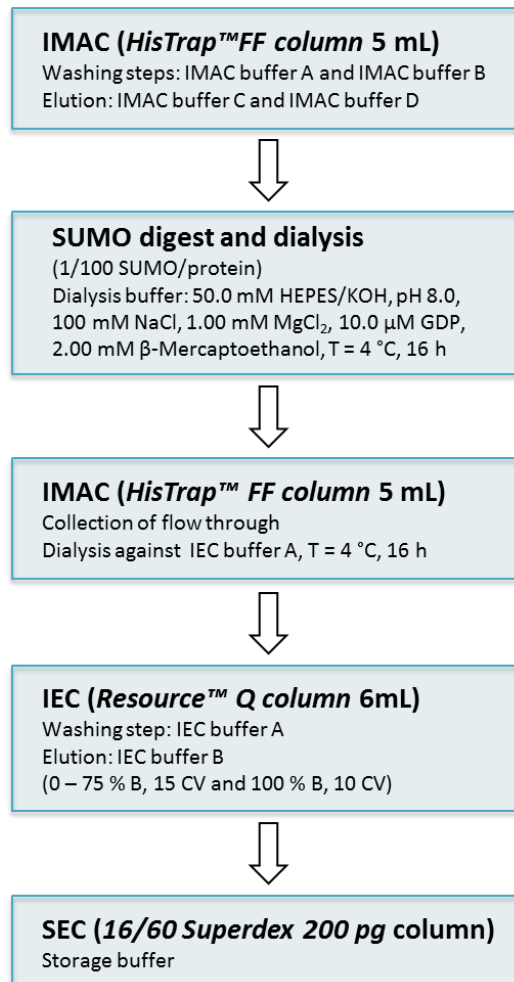 IMAC (HisTrap™FF column 5 mL)
Washing steps: IMAC buffer A and IMAC buffer B
Elution: IMAC buffer C and IMAC buffer D
SUMO digest and dialysis
(1/100 SUMO/protein)
Dialysis buffer: 50.0 mM HEPES/KOH, pH 8.0,
100 mM NaCl, 1.00 mM MgCl₂, 10.0 µM GDP,
2.00 mM β-Mercaptoethanol, T = 4 °C, 16 h
IMAC (HisTrap™ FF column 5 mL)
Collection of flow through
Dialysis against IEC buffer A, T = 4 °C, 16 h
IEC (Resource™ Q column 6mL)
Washing step: IEC buffer A
Elution: IEC buffer B
(0 – 75 % B, 15 CV and 100 % B, 10 CV)
SEC (16/60 Superdex 200 pg column)
Storage buffer